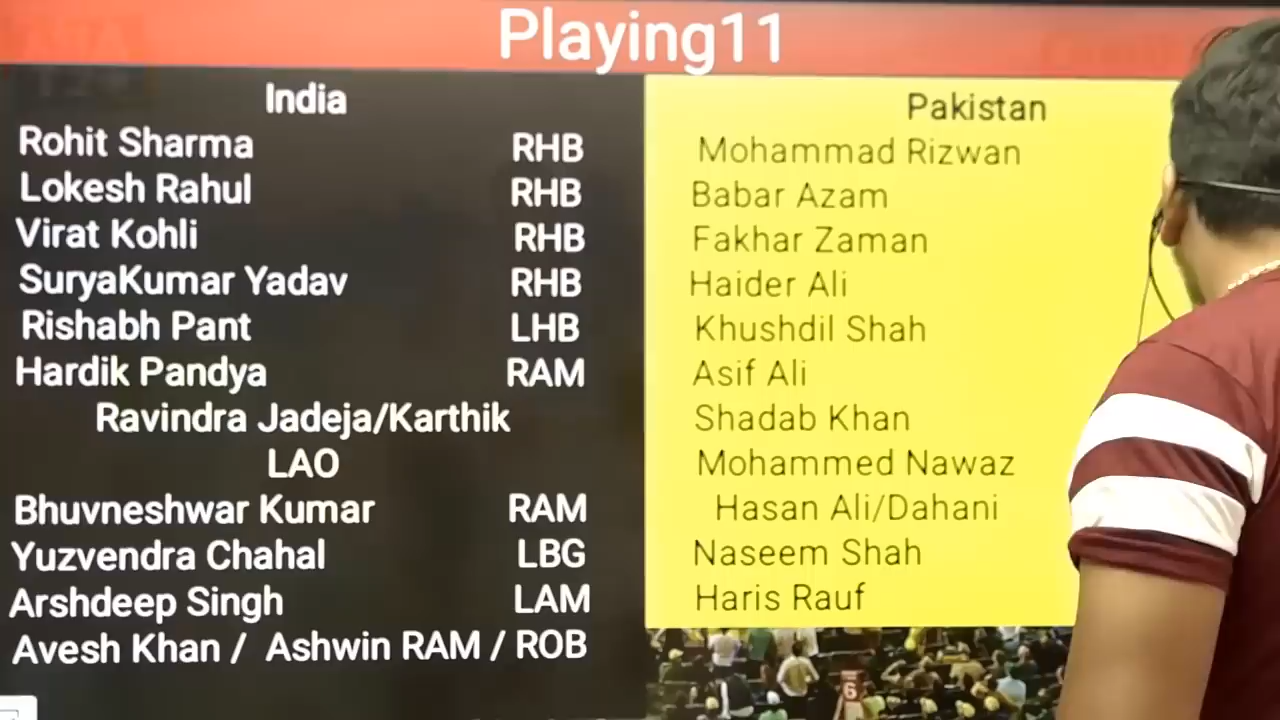 Playing11
India
Rohit Sharma RHB
Lokesh Rahul RHB
Virat Kohli RHB
SuryaKumar Yadav RHB
Rishabh Pant LHB
Hardik Pandya RAM
Ravindra Jadeja/Karthik
LAO
Bhuvneshwar Kumar RAM
Yuzvendra Chahal LBG
Arshdeep Singh LAM
Avesh Khan / Ashwin RAM / ROB
Pakistan
Mohammad Rizwan
Babar Azam
Fakhar Zaman
Haider Ali
Khushdil Shah
Asif Ali
Shadab Khan
Mohammed Nawaz
Hasan Ali/Dahani
Naseem Shah
Haris Rauf
6